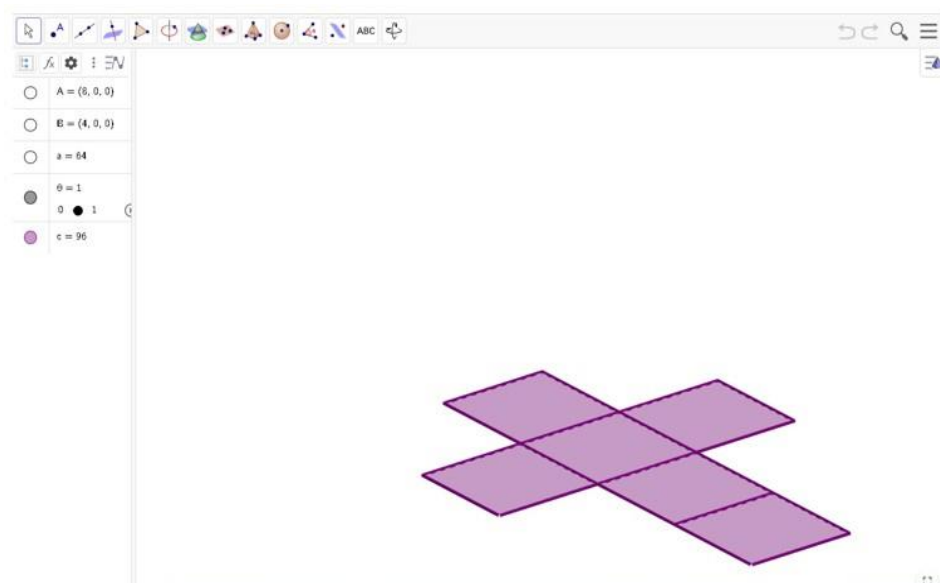 ABC
A = (8, 0, 0)
B = (4, 0, 0)
a = 64
θ = 1
0 1
c = 96